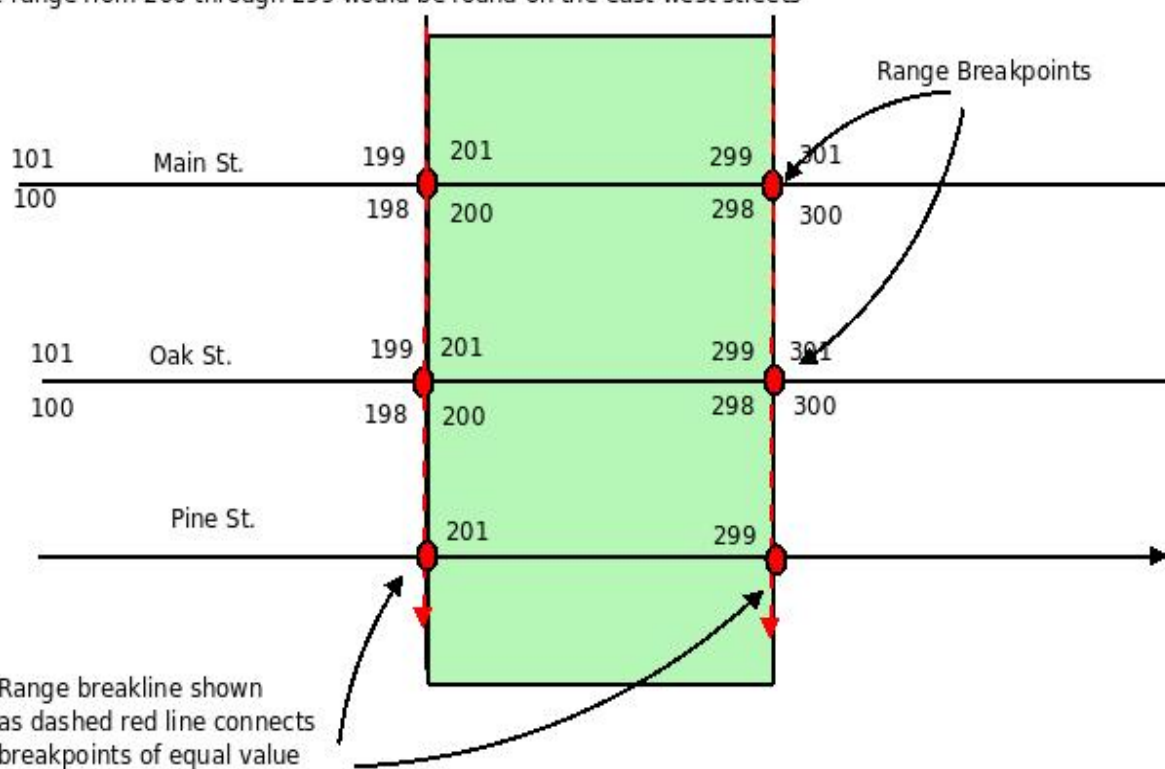 range from 200 through 299 would be found on the east-west streets
Range Breakpoints
101 Main St. 199 201 299 301
100 198 200 298 300
101 Oak St. 199 201 299 301
100 198 200 298 300
Pine St. 201 299
Range breakline shown
as dashed red line connects
breakpoints of equal value